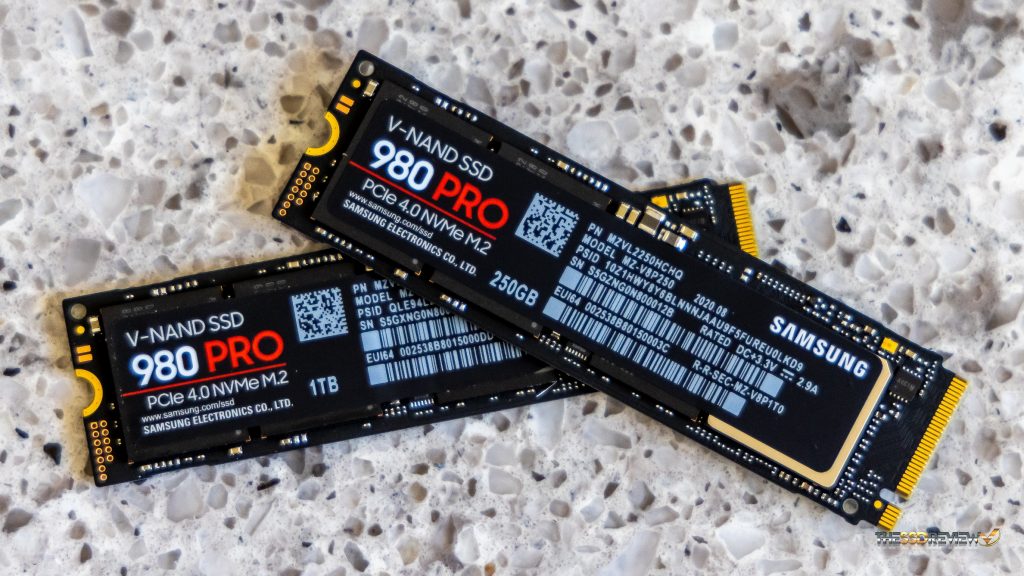 V-NAND SSD
980 PRO
PCIe 4.0 NVMe M.2
www.samsung.com/ssd
SAMSUNG ELECTRONICS CO., LTD.
250GB
PN MZVL2250HCHQ
MODEL MZ-V8P250
2020.08
RATED DC+3.3V 2.9A
EUI64 002538B80150003C
R-R-SEC-MZ-V8P1T0
SAMSUNG
V-NAND SSD
980 PRO
PCIe 4.0 NVMe M.2
www.samsung.com/ssd
SAMSUNG ELECTRONICS CO., LTD.
1TB
PN
MODEL
PSID
SN
EUI64
THESSDREVIEW